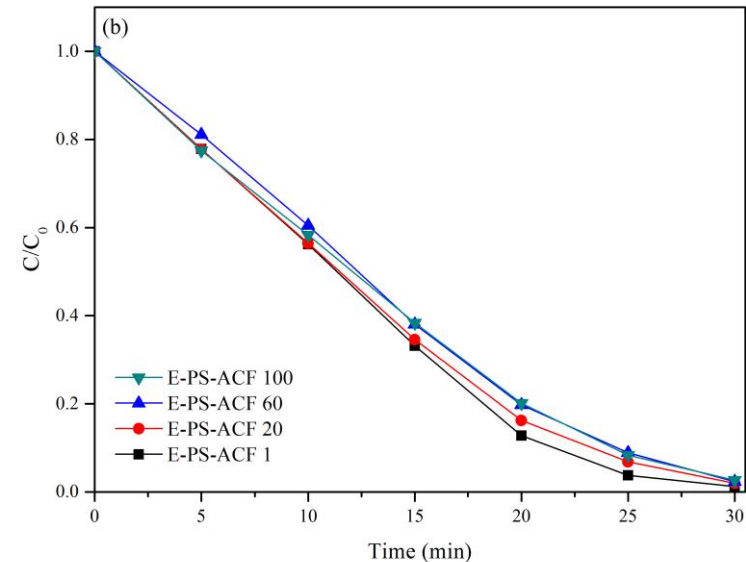 (b)
1.0
0.8
0.6
0.4
0.2
0.0
C/C₀
E-PS-ACF 100
E-PS-ACF 60
E-PS-ACF 20
E-PS-ACF 1
0 5 10 15 20 25 30
Time (min)